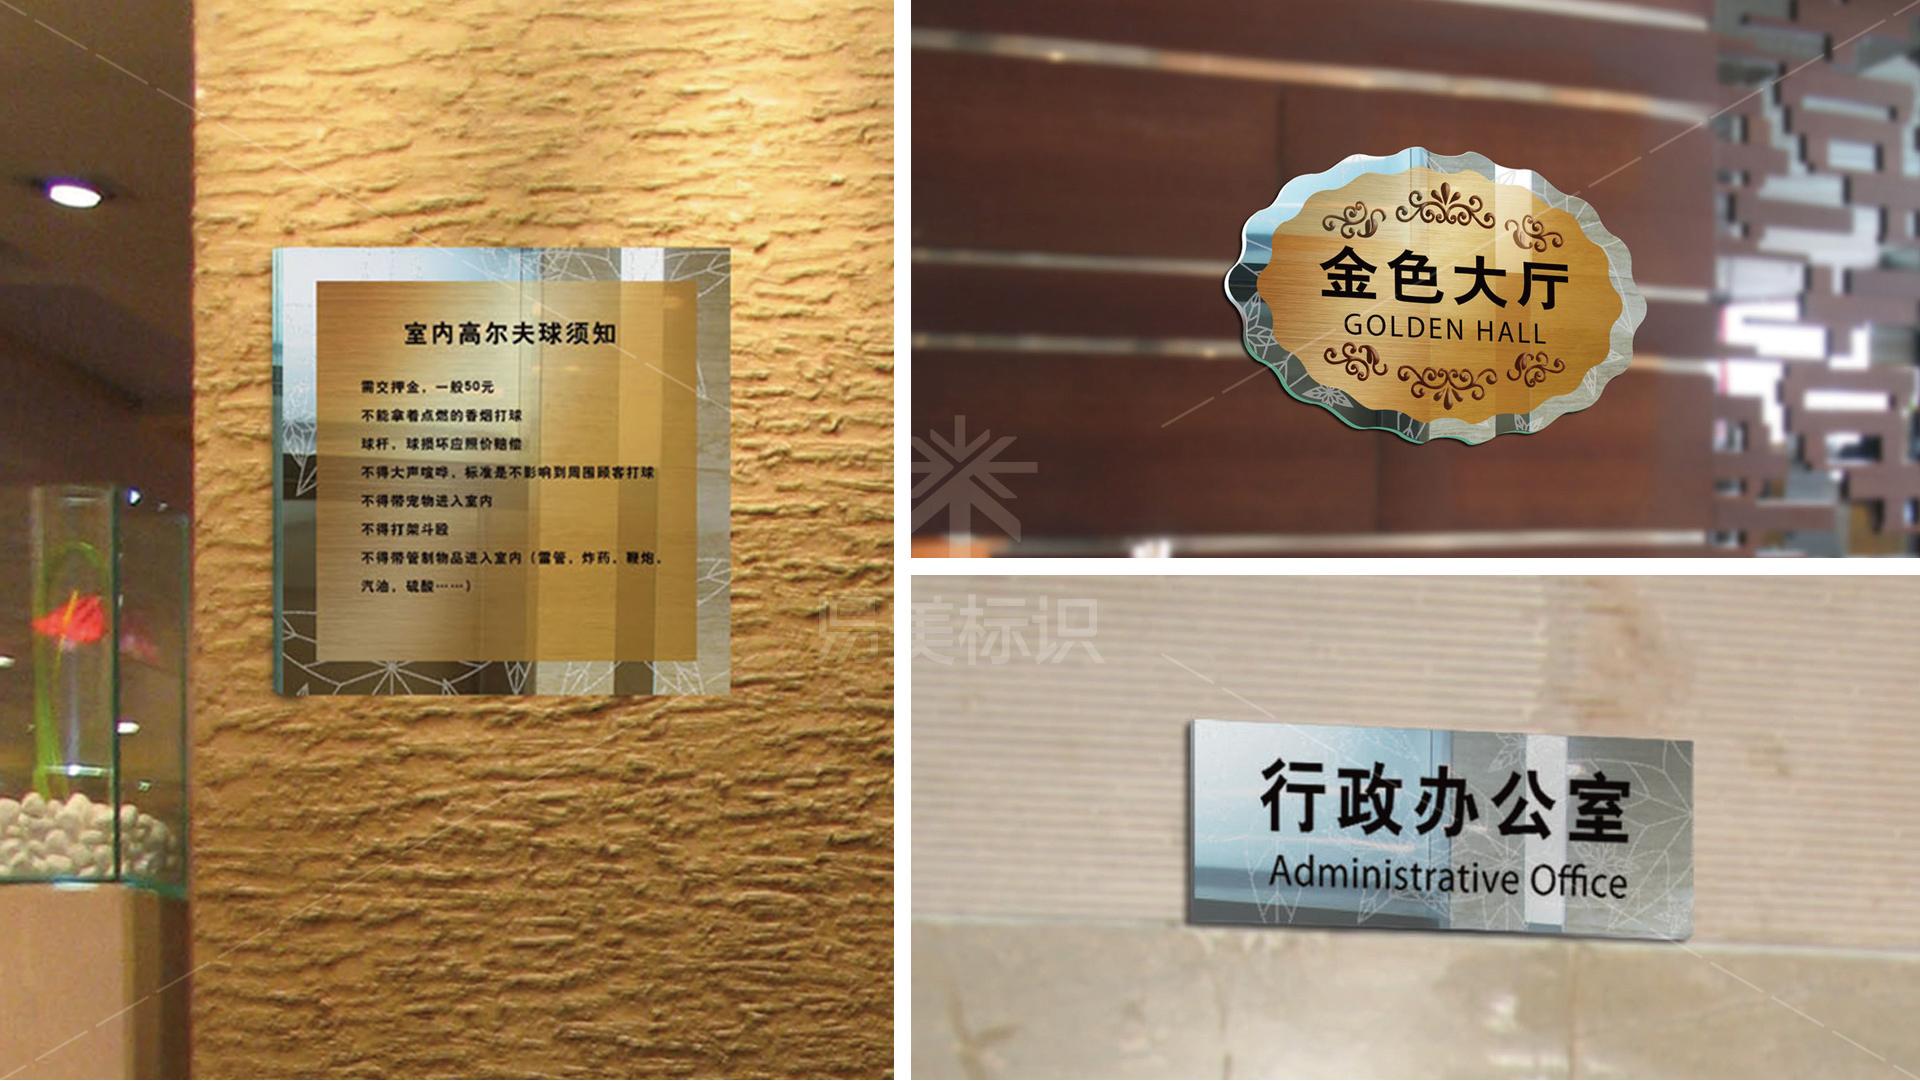 室内高尔夫球须知
需交押金，一般50元
不能拿着点燃的香烟打球
球杆，球损坏应照价赔偿
不得大声喧哗，标准是不影响到周围顾客打球
不得带宠物进入室内
不得打架斗殴
不得带管制物品进入室内（雷管，炸药，鞭炮，
汽油，硫酸……）
金色大厅
GOLDEN HALL
行政办公室
Administrative Office
美标识